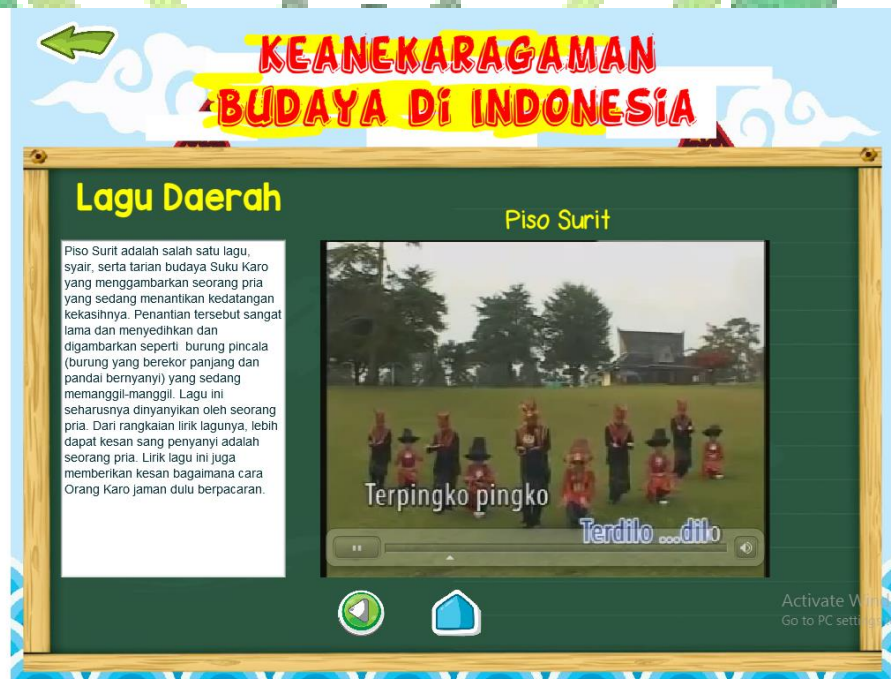 KEANEKARAGAMAN
BUDAYA Di INDONESiA
Lagu Daerah
Piso Surit
Piso Surit adalah salah satu lagu,
syair, serta tarian budaya Suku Karo
yang menggambarkan seorang pria
yang sedang menantikan kedatangan
kekasihnya. Penantian tersebut sangat
lama dan menyedihkan dan
digambarkan seperti burung pincala
(burung yang berekor panjang dan
pandai bernyanyi) yang sedang
memanggil-manggil. Lagu ini
seharusnya dinyanyikan oleh seorang
pria. Dari rangkaian lirik lagunya, lebih
dapat kesan sang penyanyi adalah
seorang pria. Lirik lagu ini juga
memberikan kesan bagaimana cara
Orang Karo jaman dulu berpacaran.
Terpingko pingko
Terdilo ...dilo
Activate
Go to PC